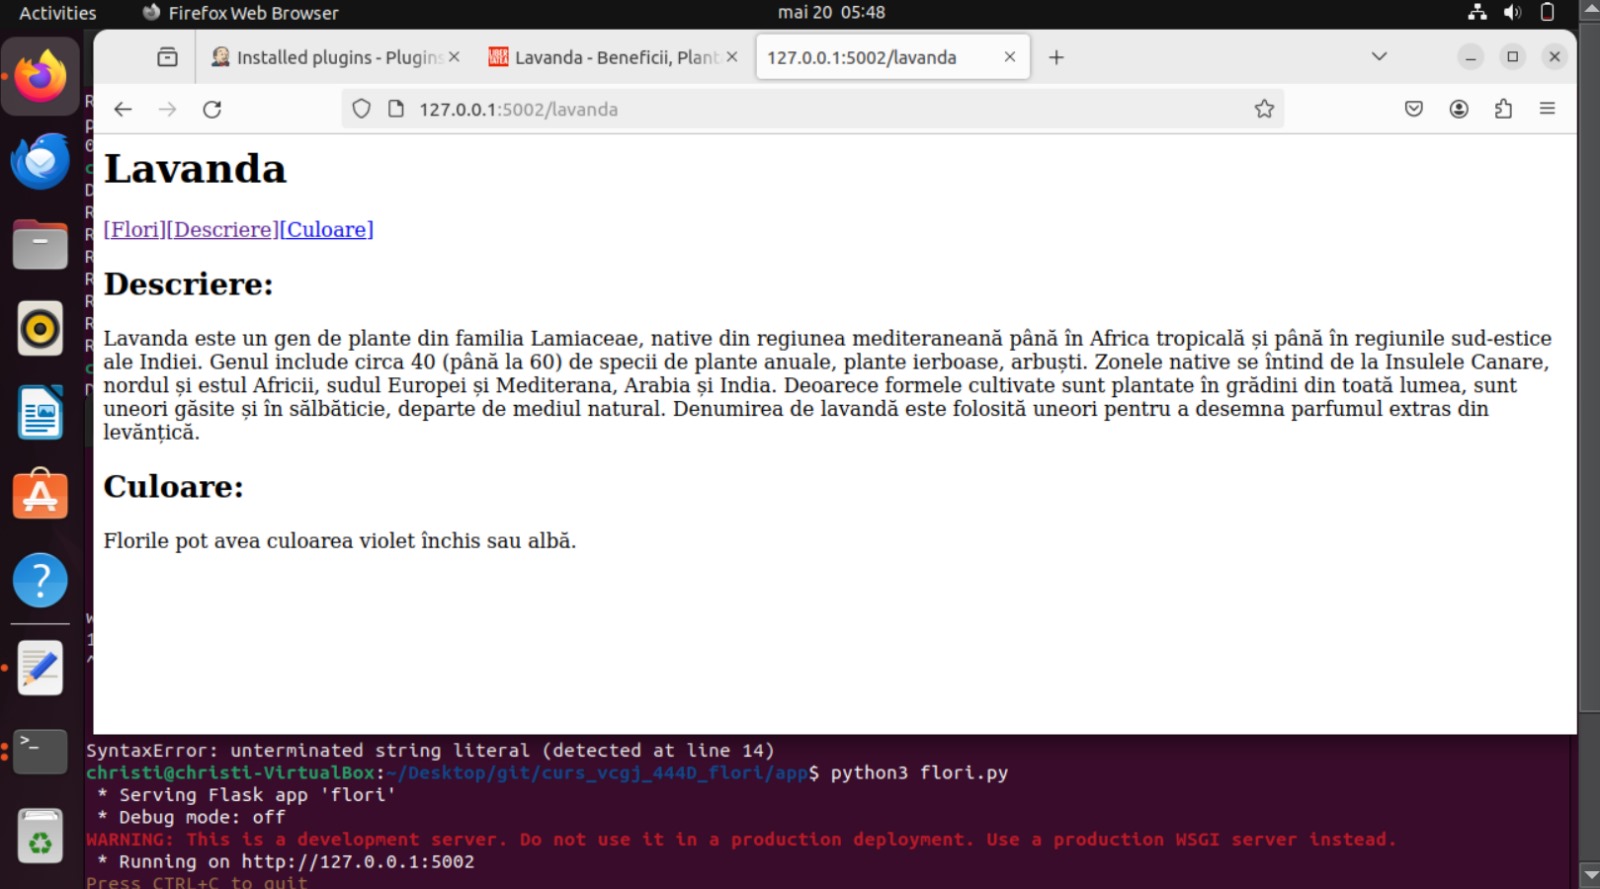 Activities Firefox Web Browser mai 20 05:48
Installed plugins - Plugins Lavanda - Beneficii, Plant 127.0.0.1:5002/lavanda
127.0.0.1:5002/lavanda
Lavanda
[Flori][Descriere][Culoare]
Descriere:
Lavanda este un gen de plante din familia Lamiaceae, native din regiunea mediteraneană până în Africa tropicală și până în regiunile sud-estice
ale Indiei. Genul include circa 40 (până la 60) de specii de plante anuale, plante ierboase, arbuști. Zonele native se întind de la Insulele Canare,
nordul și estul Africii, sudul Europei și Mediterana, Arabia și India. Deoarece formele cultivate sunt plantate în grădini din toată lumea, sunt
uneori găsite și în sălbăticie, departe de mediul natural. Denumirea de lavandă este folosită uneori pentru a desemna parfumul extras din
levănțică.
Culoare:
Florile pot avea culoarea violet închis sau albă.
SyntaxError: unterminated string literal (detected at line 14)
christi@christi-VirtualBox:~/Desktop/git/curs_vcgj_444D_flori/app$ python3 flori.py
* Serving Flask app 'flori'
* Debug mode: off
WARNING: This is a development server. Do not use it in a production deployment. Use a production WSGI server instead.
* Running on http://127.0.0.1:5002
Press CTRL+C to quit